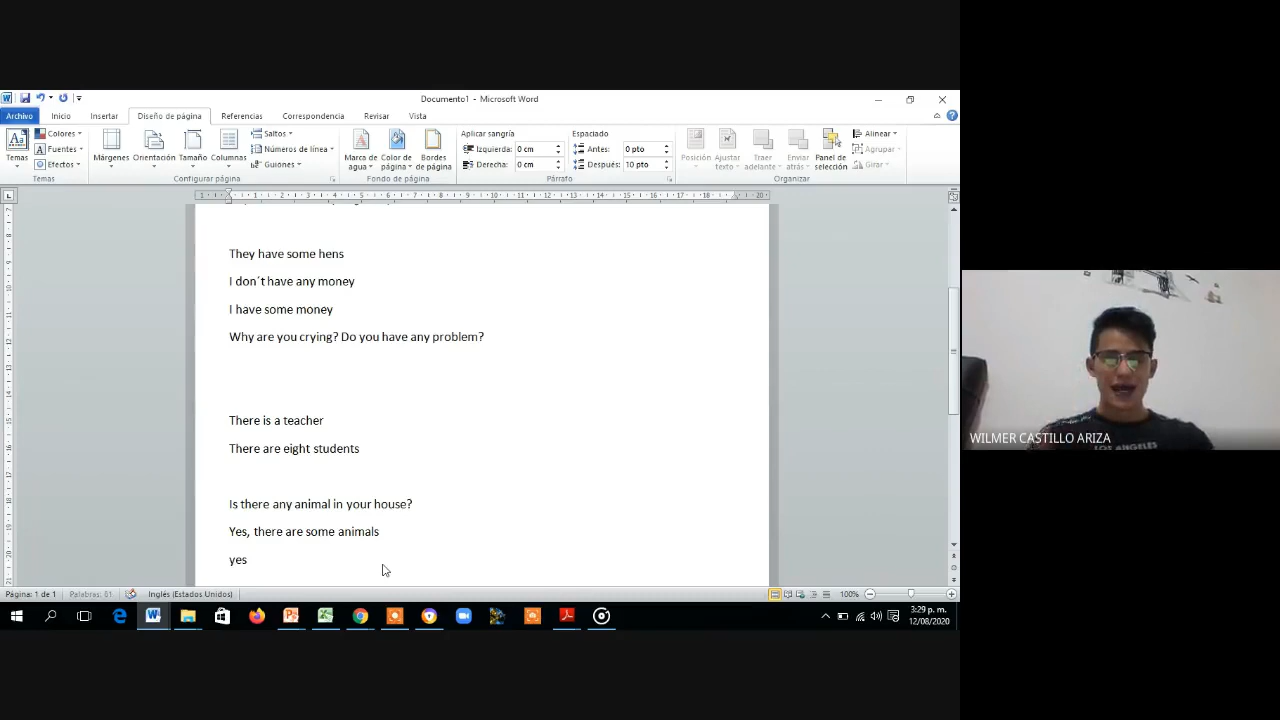 Documento1 - Microsoft Word
Archivo Inicio Insertar Diseño de página Referencias Correspondencia Revisar Vista
Temas Colores Fuentes Efectos
Márgenes Orientación Tamaño Columnas Saltos Números de línea Guiones
Marca de agua Color de página Bordes de página
Aplicar sangría Izquierda: 0 cm Derecha: 0 cm
Espaciado Antes: 0 pto Después: 10 pto
Posición Ajustar texto Traer adelante Enviar atrás Panel de selección Alinear Agrupar Girar
Temas Configurar página Fondo de página Párrafo Organizar
They have some hens
I don´t have any money
I have some money
Why are you crying? Do you have any problem?
There is a teacher
There are eight students
Is there any animal in your house?
Yes, there are some animals
yes
WILMER CASTILLO ARIZA
LOS ANGELES
Página: 1 de 1 Palabras: 61 Inglés (Estados Unidos) 100%
3:29 p. m.
12/08/2020